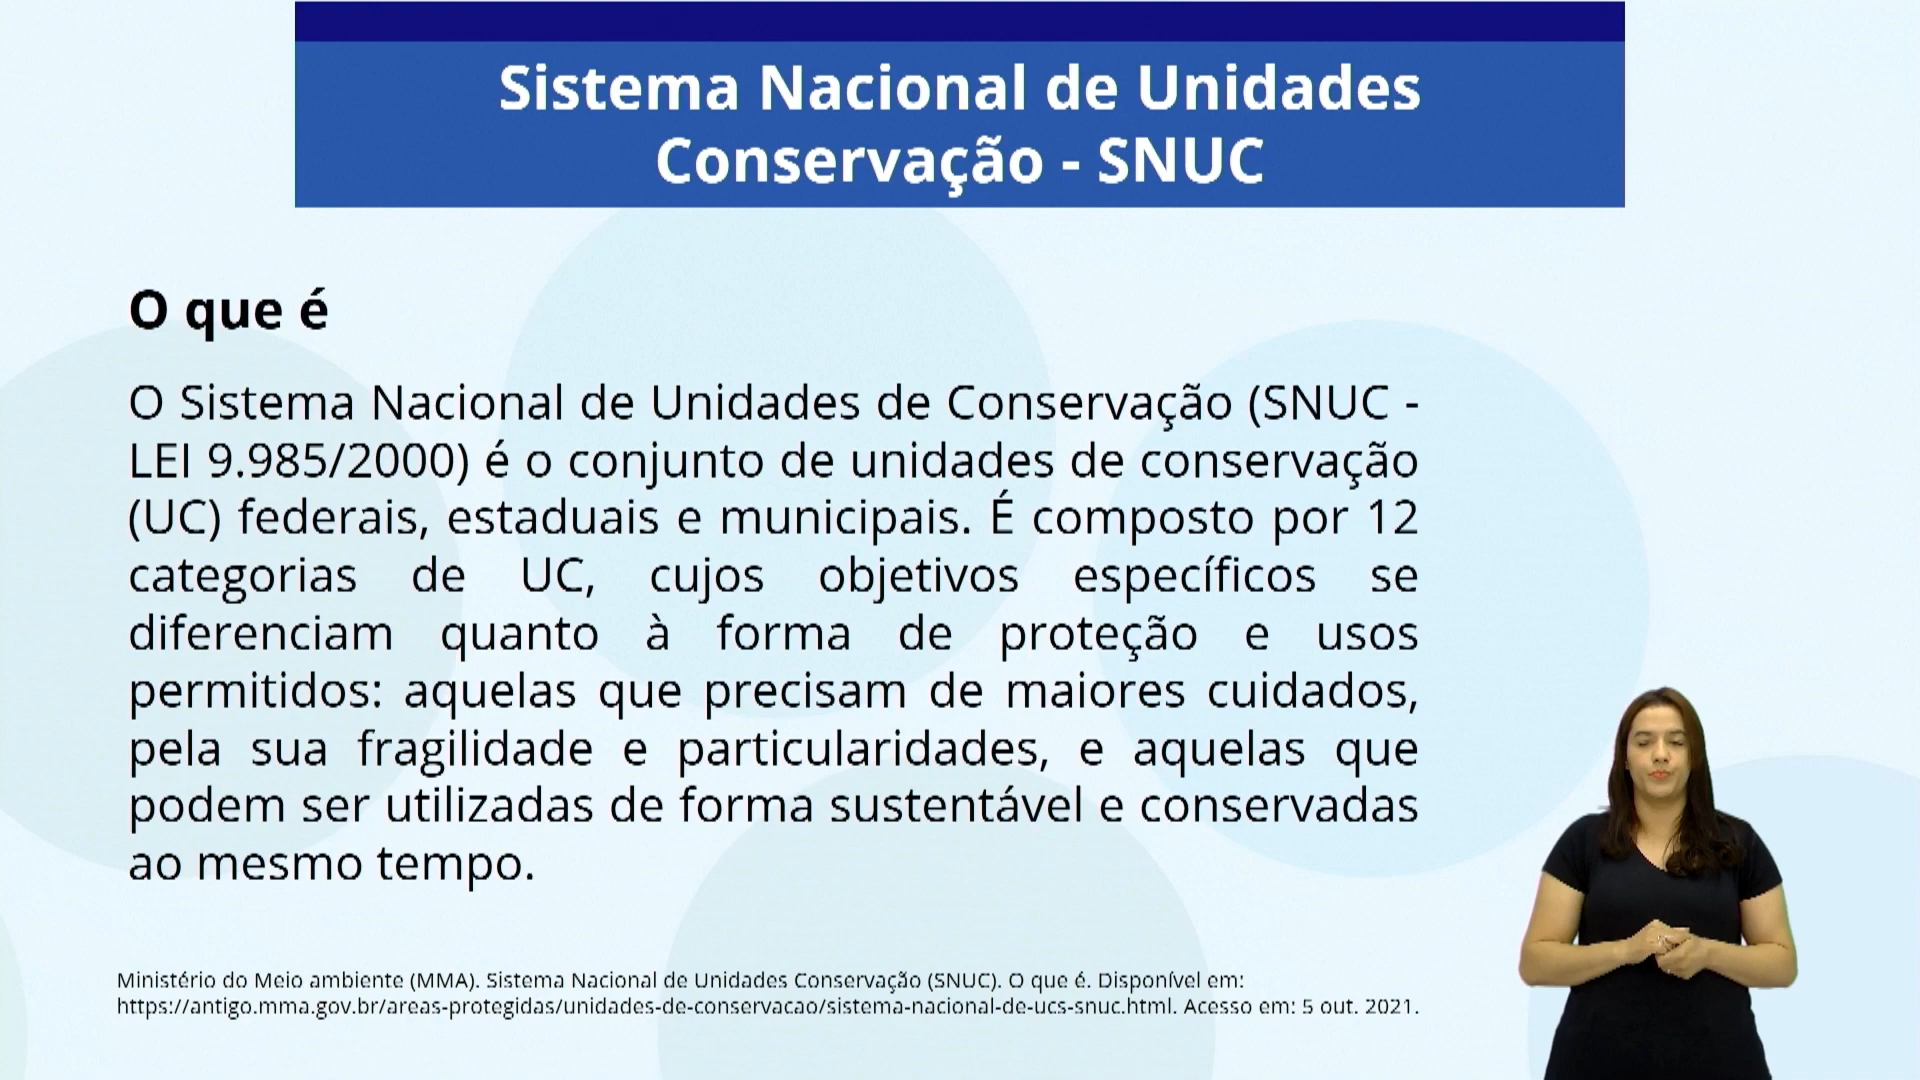 Sistema Nacional de Unidades
Conservação - SNUC
O que é
O Sistema Nacional de Unidades de Conservação (SNUC -
LEI 9.985/2000) é o conjunto de unidades de conservação
(UC) federais, estaduais e municipais. É composto por 12
categorias de UC, cujos objetivos específicos se
diferenciam quanto à forma de proteção e usos
permitidos: aquelas que precisam de maiores cuidados,
pela sua fragilidade e particularidades, e aquelas que
podem ser utilizadas de forma sustentável e conservadas
ao mesmo tempo.
Ministério do Meio ambiente (MMA). Sistema Nacional de Unidades Conservação (SNUC). O que é. Disponível em:
https://antigo.mma.gov.br/areas-protegidas/unidades-de-conservacao/sistema-nacional-de-ucs-snuc.html. Acesso em: 5 out. 2021.